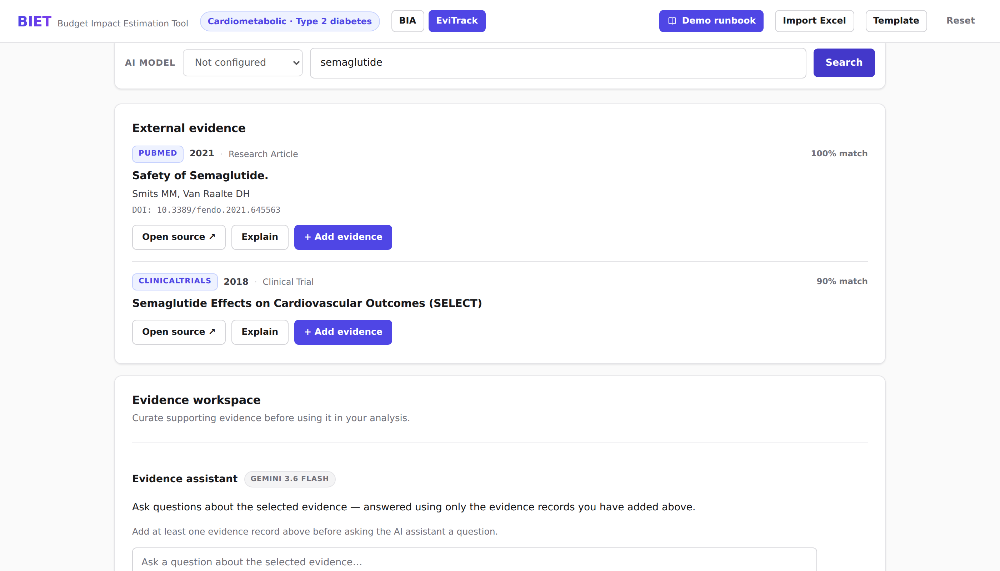 BIET Budget Impact Estimation Tool Cardiometabolic · Type 2 diabetes BIA EviTrack Demo runbook Import Excel Template Reset
AI MODEL Not configured semaglutide Search
External evidence
PUBMED 2021 · Research Article 100% match
Safety of Semaglutide.
Smits MM, Van Raalte DH
DOI: 10.3389/fendo.2021.645563
Open source ↗ Explain + Add evidence
CLINICALTRIALS 2018 · Clinical Trial 90% match
Semaglutide Effects on Cardiovascular Outcomes (SELECT)
Open source ↗ Explain + Add evidence
Evidence workspace
Curate supporting evidence before using it in your analysis.
Evidence assistant GEMINI 3.6 FLASH
Ask questions about the selected evidence — answered using only the evidence records you have added above.
Add at least one evidence record above before asking the AI assistant a question.
Ask a question about the selected evidence...